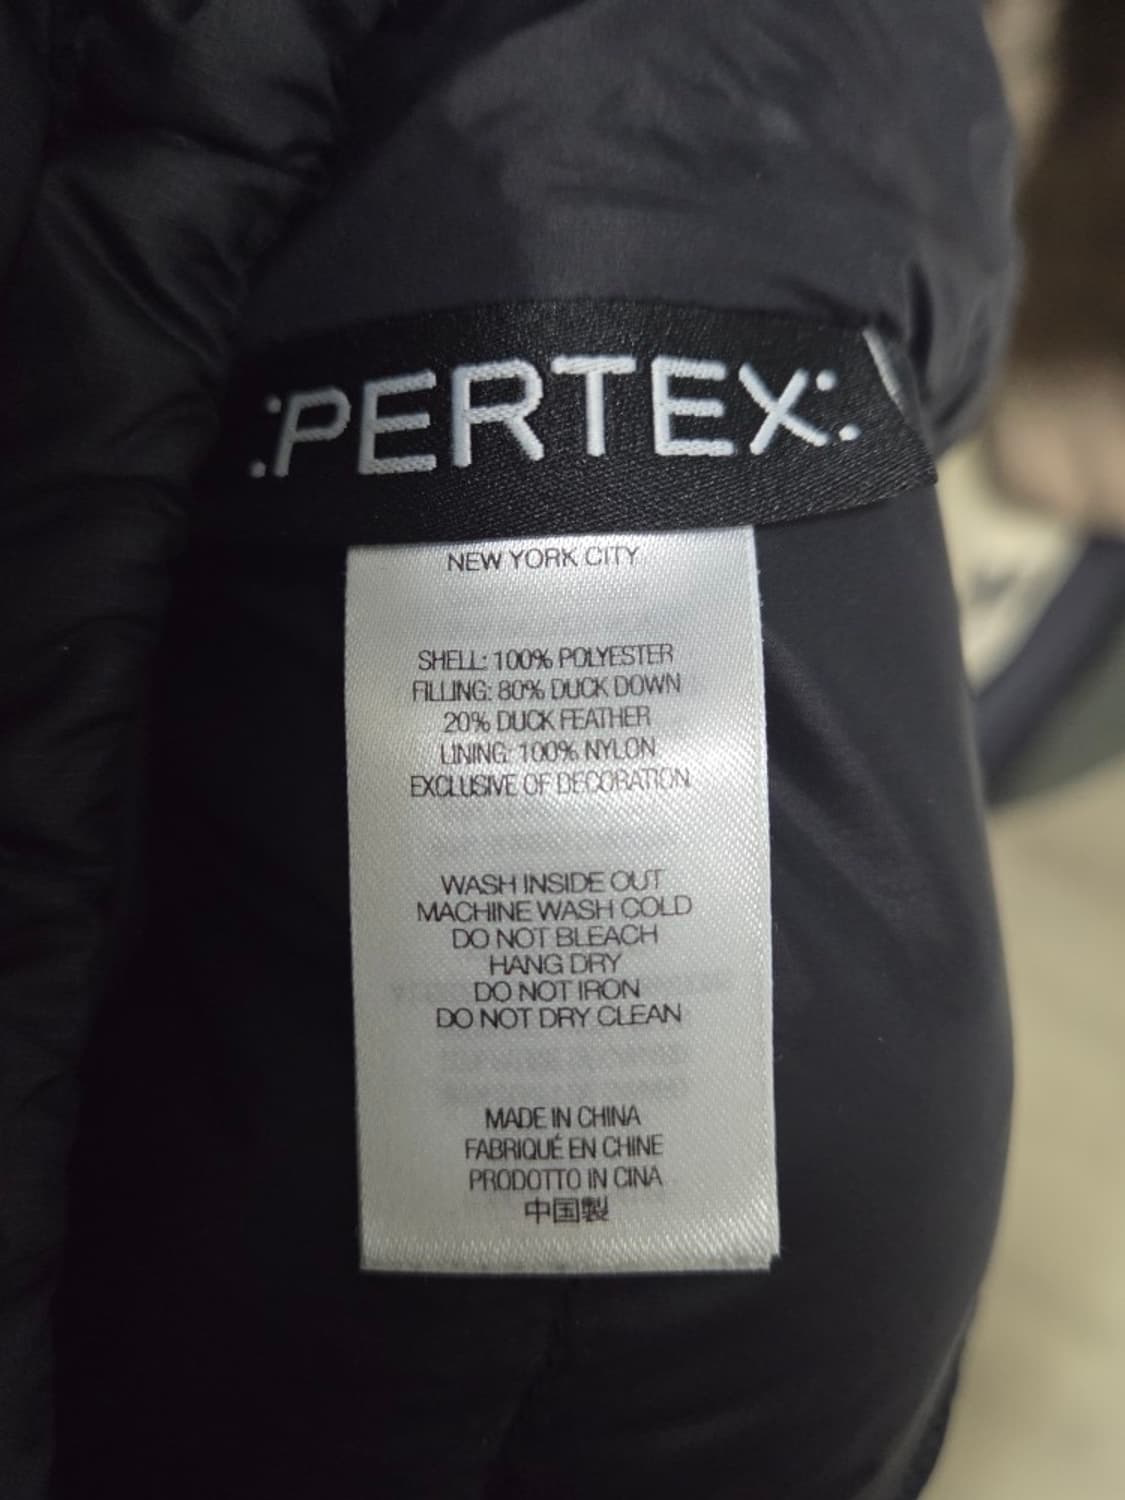 PERTEX
NEW YORK CITY
SHELL: 100% POLYESTER
FILLING: 80% DUCK DOWN
20% DUCK FEATHER
LINING: 100% NYLON
EXCLUSIVE OF DECORATION
WASH INSIDE OUT
MACHINE WASH COLD
DO NOT BLEACH
HANG DRY
DO NOT IRON
DO NOT DRY CLEAN
MADE IN CHINA
FABRIQUÉ EN CHINE
PRODOTTO IN CINA
中国製